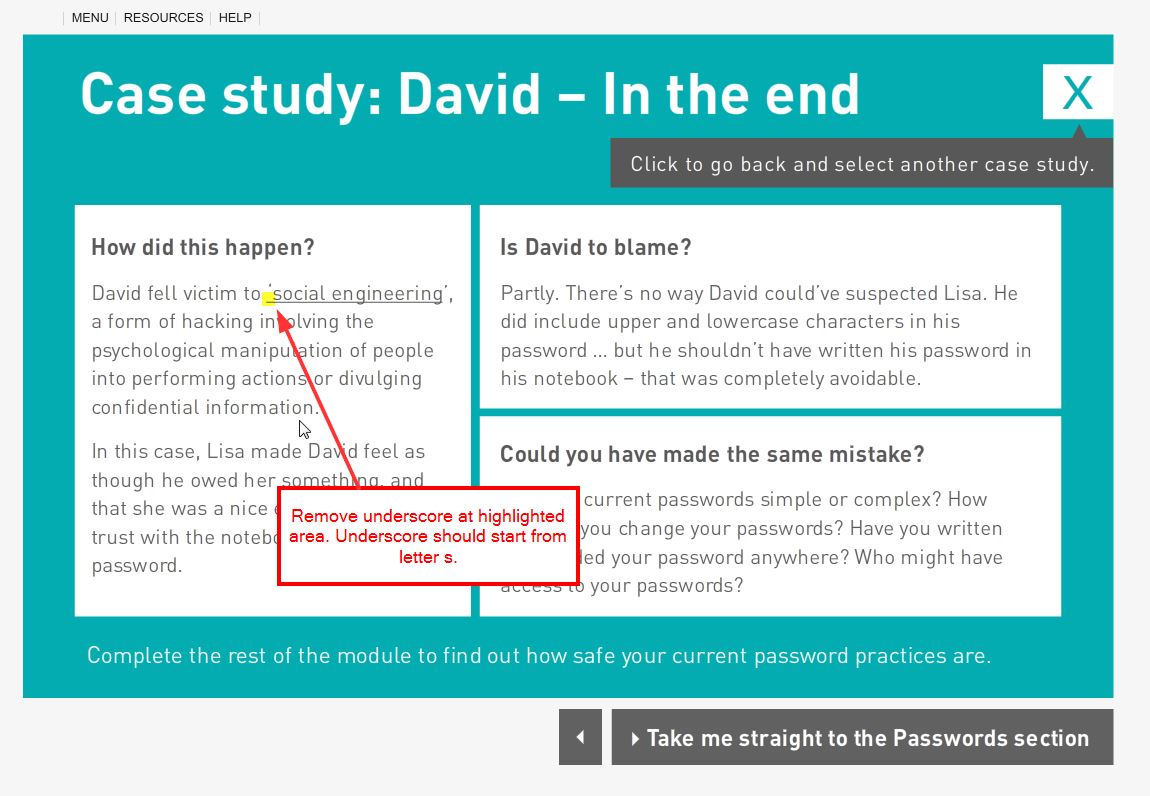 MENU RESOURCES HELP
Case study: David – In the end
X
Click to go back and select another case study.
How did this happen?
David fell victim to ‘social engineering’,
a form of hacking involving the
psychological manipulation of people
into performing actions or divulging
confidential information.
In this case, Lisa made David feel as
though he owed her something, and
that she was a nice
trust with the
password.
Remove underscore at highlighted
area. Underscore should start from
letter s.
Is David to blame?
Partly. There’s no way David could’ve suspected Lisa. He
did include upper and lowercase characters in his
password ... but he shouldn’t have written his password in
his notebook – that was completely avoidable.
Could you have made the same mistake?
current passwords simple or complex? How
you change your passwords? Have you written
your password anywhere? Who might have
access to your passwords?
Complete the rest of the module to find out how safe your current password practices are.
Take me straight to the Passwords section